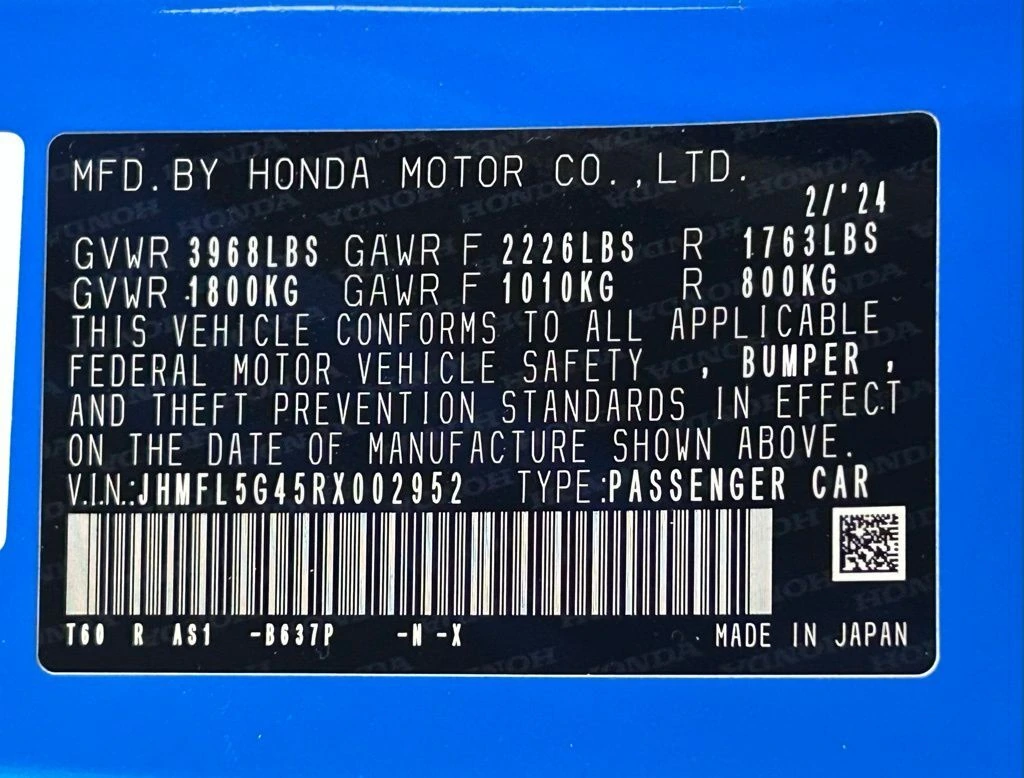 MFD. BY HONDA MOTOR CO., LTD.
2/'24
GVWR 3968LBS GAWR F 2226LBS R 1763LBS
GVWR 1800KG GAWR F 1010KG R 800KG
THIS VEHICLE CONFORMS TO ALL APPLICABLE
FEDERAL MOTOR VEHICLE SAFETY , BUMPER ,
AND THEFT PREVENTION STANDARDS IN EFFECT
ON THE DATE OF MANUFACTURE SHOWN ABOVE.
V.I.N.:JHMFL5G45RX002952 TYPE:PASSENGER CAR
T60 R AS1 -B637P -N -X MADE IN JAPAN